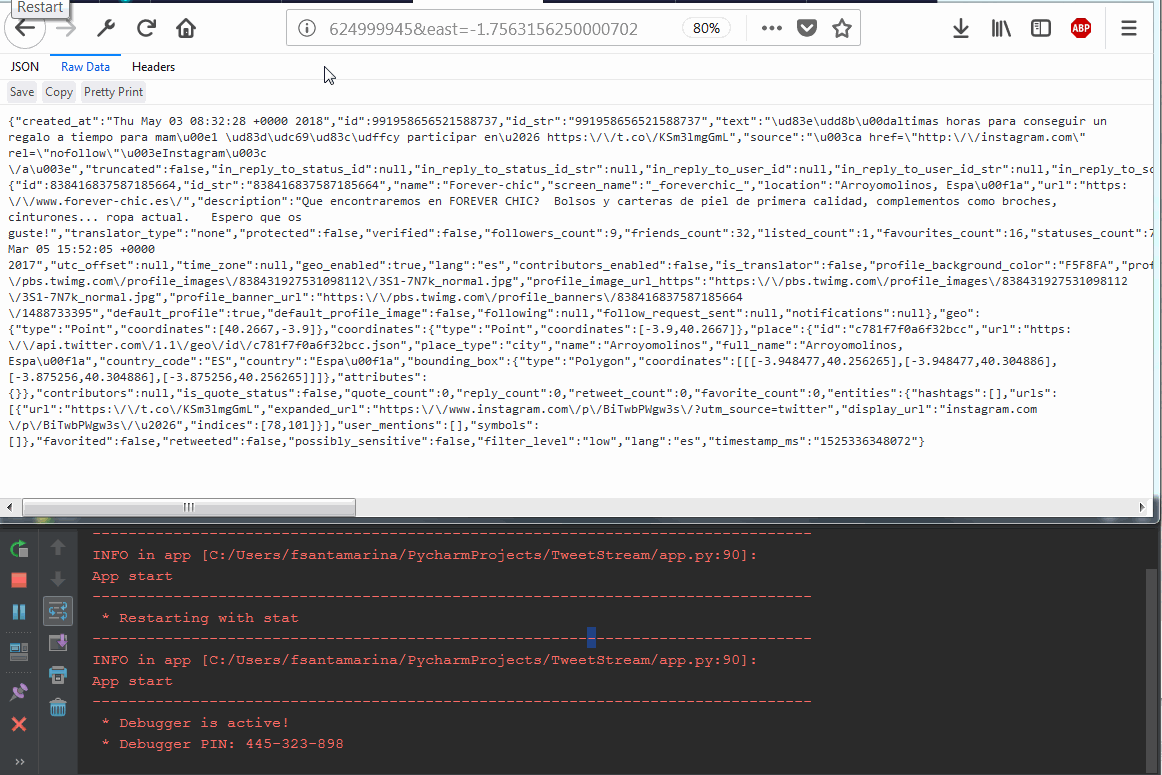 Restart
624999945&east=-1.7563156250000702
80%
ABP
JSON Raw Data Headers
Save Copy Pretty Print
{"created_at":"Thu May 03 08:32:28 +0000 2018","id":991958656521588737,"id_str":"991958656521588737","text":"\ud83e\udd8b\u00daltimas horas para conseguir un
regalo a tiempo para mam\u00e1 \ud83d\udc69\ud83c\udffcy participar en\u2026 https:\/\/t.co\/KSm3lmgGmL","source":"\u003ca href=\"http:\/\/instagram.com\"
rel=\"nofollow\"\u003eInstagram\u003c
\/a\u003e","truncated":false,"in_reply_to_status_id":null,"in_reply_to_status_id_str":null,"in_reply_to_user_id":null,"in_reply_to_user_id_str":null,"in_reply_to_sc
{"id":838416837587185664,"id_str":"838416837587185664","name":"Forever-chic","screen_name":"_foreverchic_","location":"Arroyomolinos, Espa\u00f1a","url":"https:
\/\/www.forever-chic.es\/","description":"Que encontraremos en FOREVER CHIC?  Bolsos y carteras de piel de primera calidad, complementos como broches,
cinturones... ropa actual.   Espero que os
guste!","translator_type":"none","protected":false,"verified":false,"followers_count":9,"friends_count":32,"listed_count":1,"favourites_count":16,"statuses_count":7
Mar 05 15:52:05 +0000
2017","utc_offset":null,"time_zone":null,"geo_enabled":true,"lang":"es","contributors_enabled":false,"is_translator":false,"profile_background_color":"F5F8FA","prof
\/pbs.twimg.com\/profile_images\/838431927531098112\/3S1-7N7k_normal.jpg","profile_image_url_https":"https:\/\/pbs.twimg.com\/profile_images\/838431927531098112
\/3S1-7N7k_normal.jpg","profile_banner_url":"https:\/\/pbs.twimg.com\/profile_banners\/838416837587185664
\/1488733395","default_profile":true,"default_profile_image":false,"following":null,"follow_request_sent":null,"notifications":null},"geo":
{"type":"Point","coordinates":[40.2667,-3.9]},"coordinates":{"type":"Point","coordinates":[-3.9,40.2667]},"place":{"id":"c781f7f0a6f32bcc","url":"https:
\/\/api.twitter.com\/1.1\/geo\/id\/c781f7f0a6f32bcc.json","place_type":"city","name":"Arroyomolinos","full_name":"Arroyomolinos,
Espa\u00f1a","country_code":"ES","country":"Espa\u00f1a","bounding_box":{"type":"Polygon","coordinates":[[[-3.948477,40.256265],[-3.948477,40.304886],
[-3.875256,40.304886],[-3.875256,40.256265]]]},"attributes":
{}},"contributors":null,"is_quote_status":false,"quote_count":0,"reply_count":0,"retweet_count":0,"favorite_count":0,"entities":{"hashtags":[],"urls":
[{"url":"https:\/\/t.co\/KSm3lmgGmL","expanded_url":"https:\/\/www.instagram.com\/p\/BiTwbPWgw3s\/?utm_source=twitter","display_url":"instagram.com
\/p\/BiTwbPWgw3s\/\u2026","indices":[78,101]}],"user_mentions":[],"symbols":
[]},"favorited":false,"retweeted":false,"possibly_sensitive":false,"filter_level":"low","lang":"es","timestamp_ms":"1525336348072"}
--------------------------------------------------------------------------------
INFO in app [C:/Users/fsantamarina/PycharmProjects/TweetStream/app.py:90]:
App start
--------------------------------------------------------------------------------
* Restarting with stat
--------------------------------------------------------------------------------
INFO in app [C:/Users/fsantamarina/PycharmProjects/TweetStream/app.py:90]:
App start
--------------------------------------------------------------------------------
* Debugger is active!
* Debugger PIN: 445-323-898